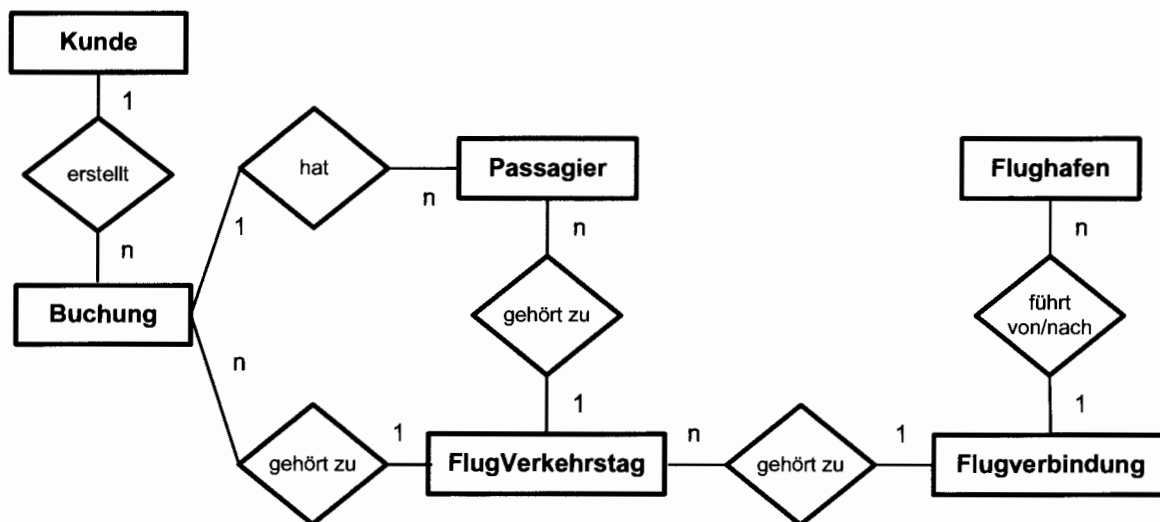 Kunde
1
erstellt
n
Buchung
hat
1
n
Passagier
n
gehört zu
1
Flughafen
n
führt
von/nach
1
n
gehört zu
1
FlugVerkehrstag
n
gehört zu
1
Flugverbindung